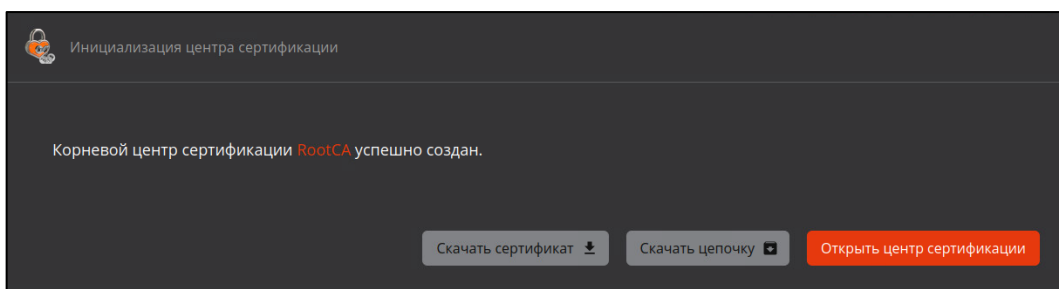 Инициализация центра сертификации
Корневой центр сертификации RootCA успешно создан.
Скачать сертификат
Скачать цепочку
Открыть центр сертификации